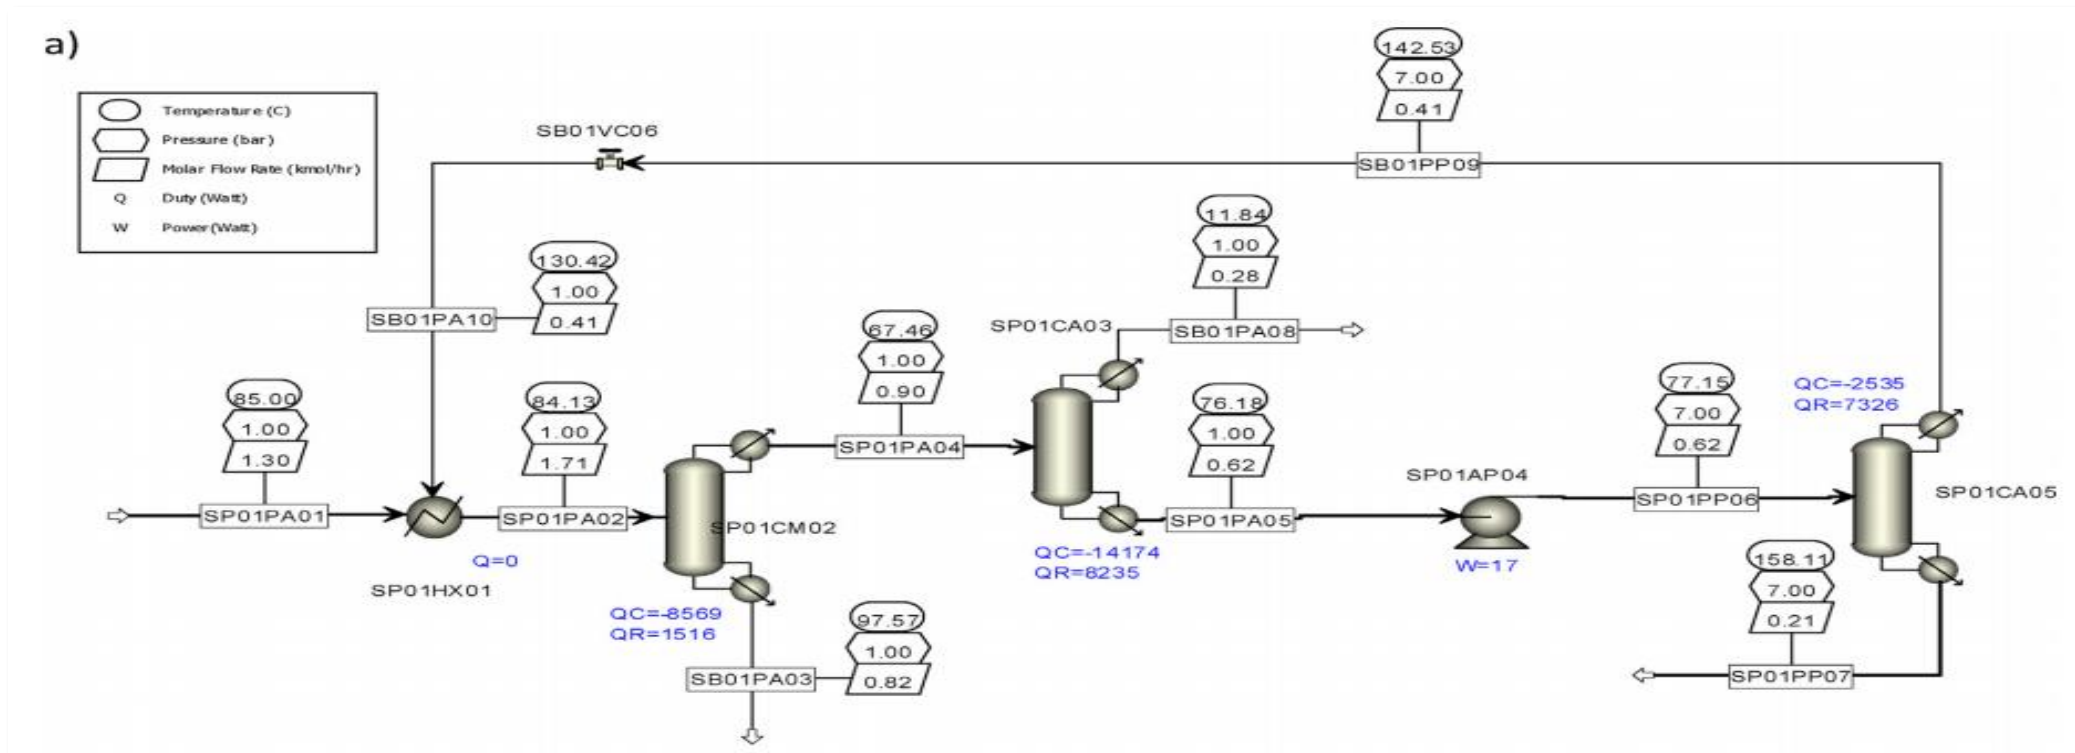 a)
Temperature (C)
Pressure (bar)
Molar Flow Rate (kmol/hr)
Q Duty (Watt)
W Power (Watt)
SB01VC06
142.53
7.00
0.41
SB01PP09
11.84
1.00
0.28
SP01CA03
SB01PA08
130.42
1.00
0.41
SB01PA10
67.46
1.00
0.90
SP01PA04
85.00
1.00
1.30
SP01PA01
84.13
1.00
1.71
SP01PA02
SP01CM02
Q=0
SP01HX01
QC=-8569
QR=1516
97.57
1.00
0.82
SB01PA03
76.18
1.00
0.62
SP01PA05
QC=-14174
QR=8235
SP01AP04
W=17
77.15
7.00
0.62
SP01PP06
QC=-2535
QR=7326
SP01CA05
158.11
7.00
0.21
SP01PP07